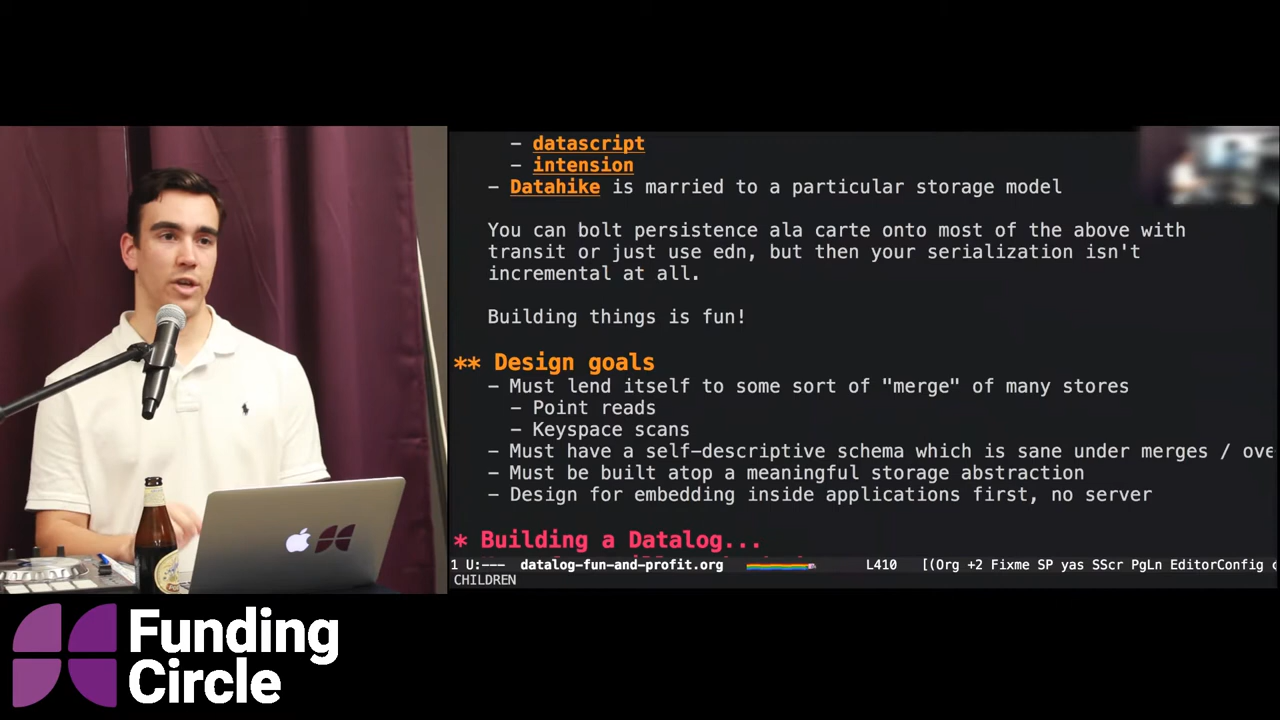 – datascript
– intension
– Datahike is married to a particular storage model
You can bolt persistence ala carte onto most of the above with
transit or just use edn, but then your serialization isn't
incremental at all.
Building things is fun!
** Design goals
– Must lend itself to some sort of "merge" of many stores
– Point reads
– Keyspace scans
– Must have a self-descriptive schema which is sane under merges / ove
– Must be built atop a meaningful storage abstraction
– Design for embedding inside applications first, no server
* Building a Datalog...
1 U:--- datalog-fun-and-profit.org L410 [(Org +2 Fixme SP yas SScr PgLn EditorConfig
CHILDREN
Funding
Circle